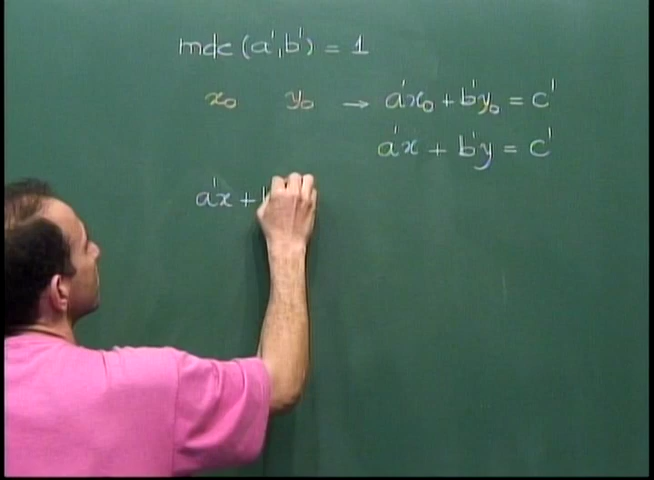 mdc (a',b') = 1
x₀ y₀ → a'x₀ + b'y₀ = c'
a'x + b'y = c'
a'x +